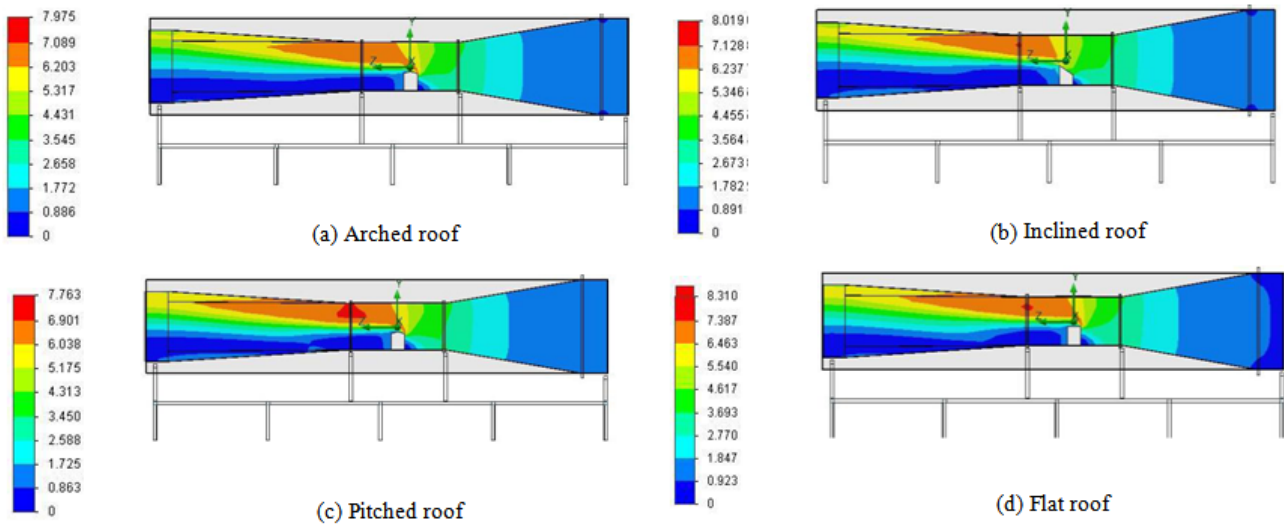 7.975
7.089
6.203
5.317
4.431
3.545
2.658
1.772
0.886
0
Y
Z
X
(a) Arched roof
8.019
7.128
6.237
5.346
4.455
3.564
2.673
1.782
0.891
0
Y
Z
X
(b) Inclined roof
7.763
6.901
6.038
5.175
4.313
3.450
2.588
1.725
0.863
0
Y
Z
X
(c) Pitched roof
8.310
7.387
6.463
5.540
4.617
3.693
2.770
1.847
0.923
0
Y
Z
X
(d) Flat roof